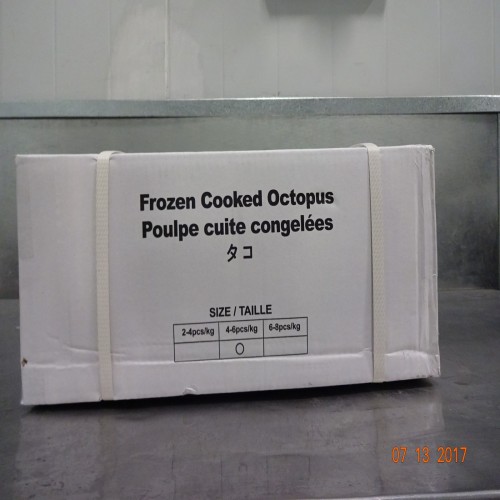 Frozen Cooked Octopus
Poulpe cuite congelées
タコ
SIZE / TAILLE
2-4pcs/kg 4-6pcs/kg 6-8pcs/kg
O
07 13 2017